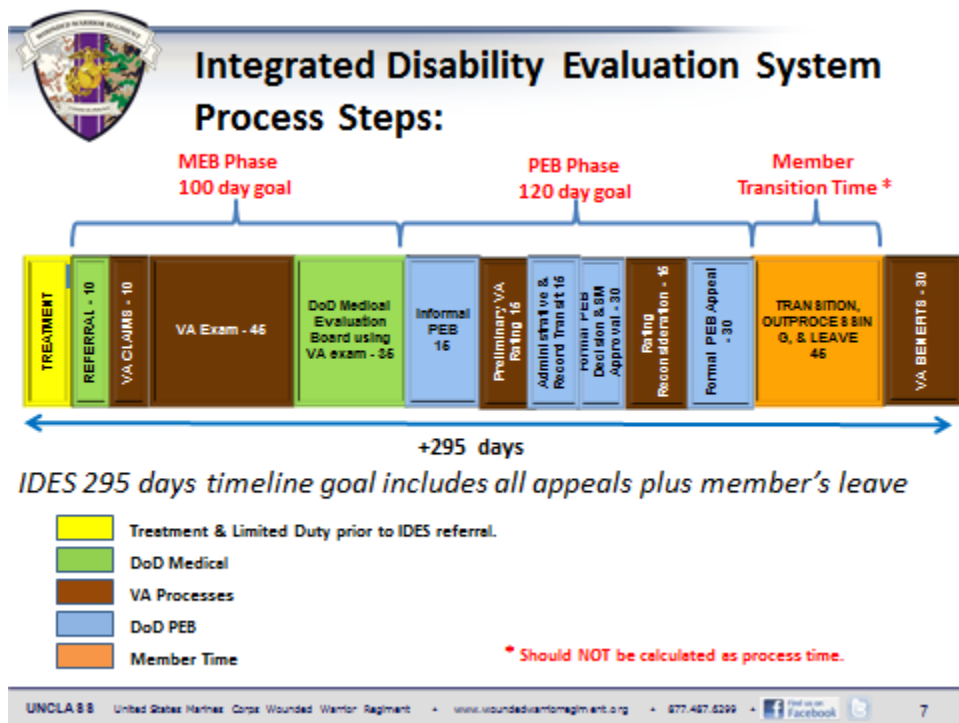 WOUNDED WARRIOR REGIMENT
Integrated Disability Evaluation System
Process Steps:
MEB Phase
100 day goal
PEB Phase
120 day goal
Member
Transition Time *
TREATMENT
REFERRAL - 10
VA CLAIMS - 10
VA Exam - 45
DoD Medical
Evaluation
Board using
VA exam - 35
Informal
PEB
15
Preliminary VA
Rating 15
Administrative &
Record Transit 15
Formal PEB
Decision & SM
Approval - 30
Rating
Reconsideration - 15
Formal PEB Appeal
- 30
TRANSITION,
OUTPROCESSIN
G, & LEAVE
45
VA BENEFITS - 30
+295 days
IDES 295 days timeline goal includes all appeals plus member's leave
Treatment & Limited Duty prior to IDES referral.
DoD Medical
VA Processes
DoD PEB
Member Time
* Should NOT be calculated as process time.
UNCLASS United States Marines Corps Wounded Warrior Regiment • www.woundedwarriorregiment.org • 877.487.6299 • Find us on Facebook 7